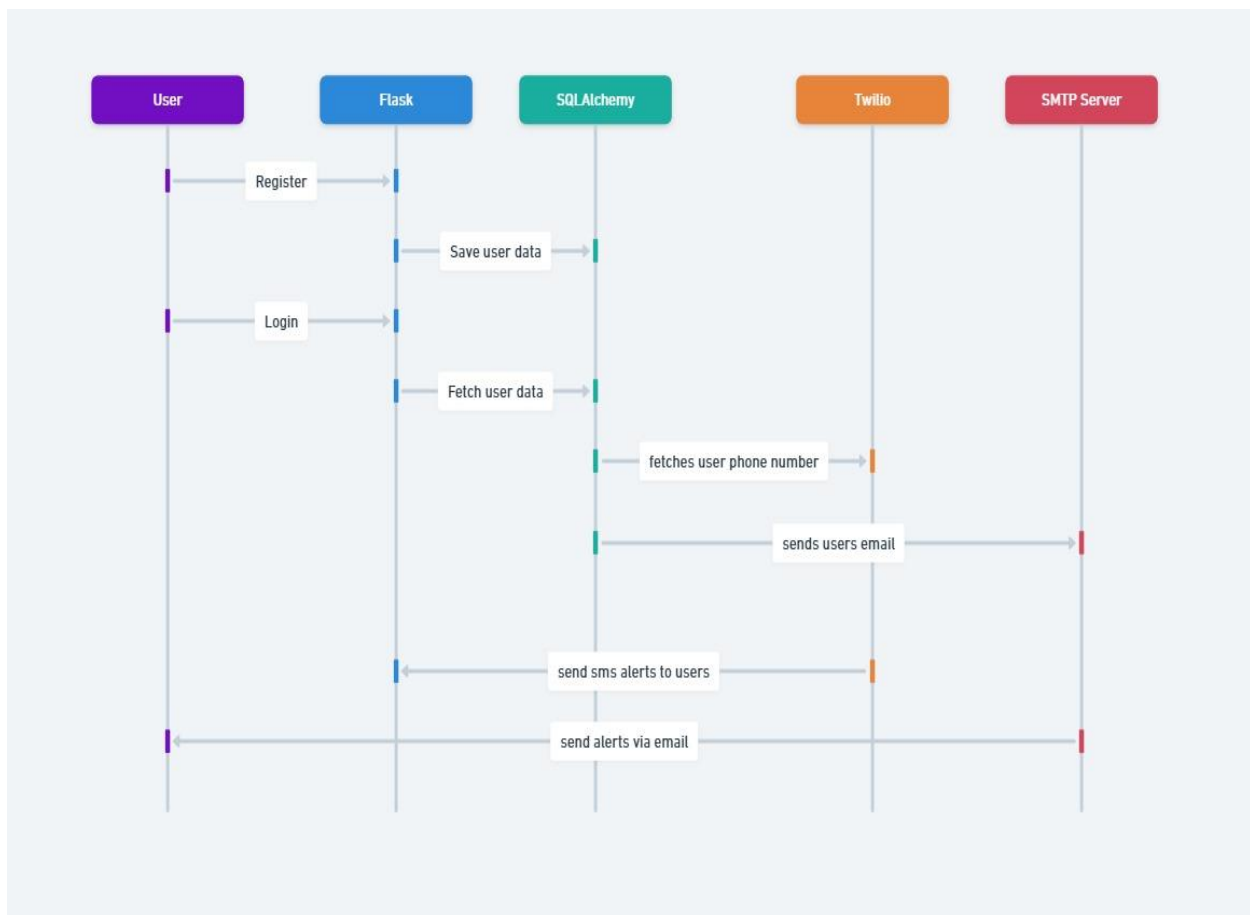 User
Flask
SQLAlchemy
Twilio
SMTP Server
Register
Save user data
Login
Fetch user data
fetches user phone number
sends users email
send sms alerts to users
send alerts via email